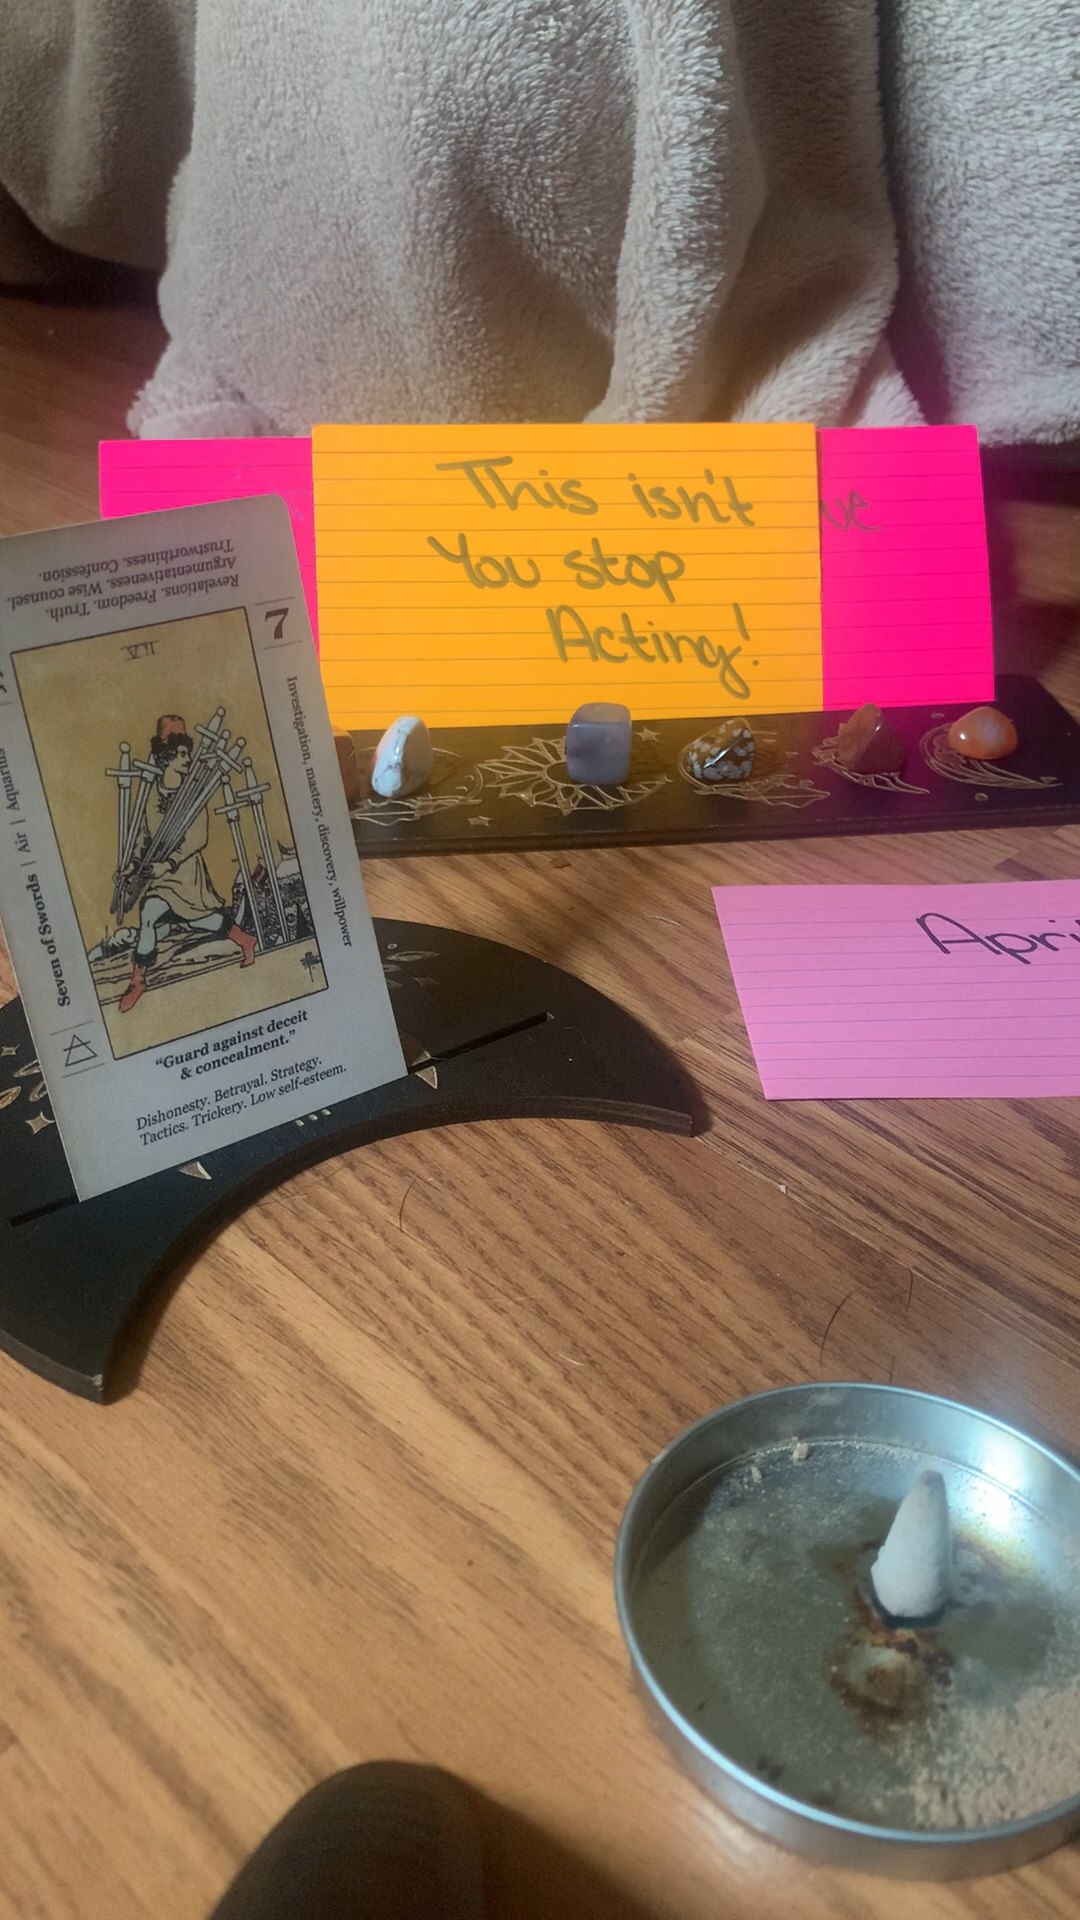 This isn't
You stop
Acting!
ue
Revelations. Freedom. Truth.
Argumentativeness. Wise counsel.
Trustworthiness. Confession.
7
VII
Investigation, mastery, discovery, willpower
Seven of Swords | Air | Aquarius
"Guard against deceit
& concealment."
Dishonesty. Betrayal. Strategy.
Tactics. Trickery. Low self-esteem.
Apri